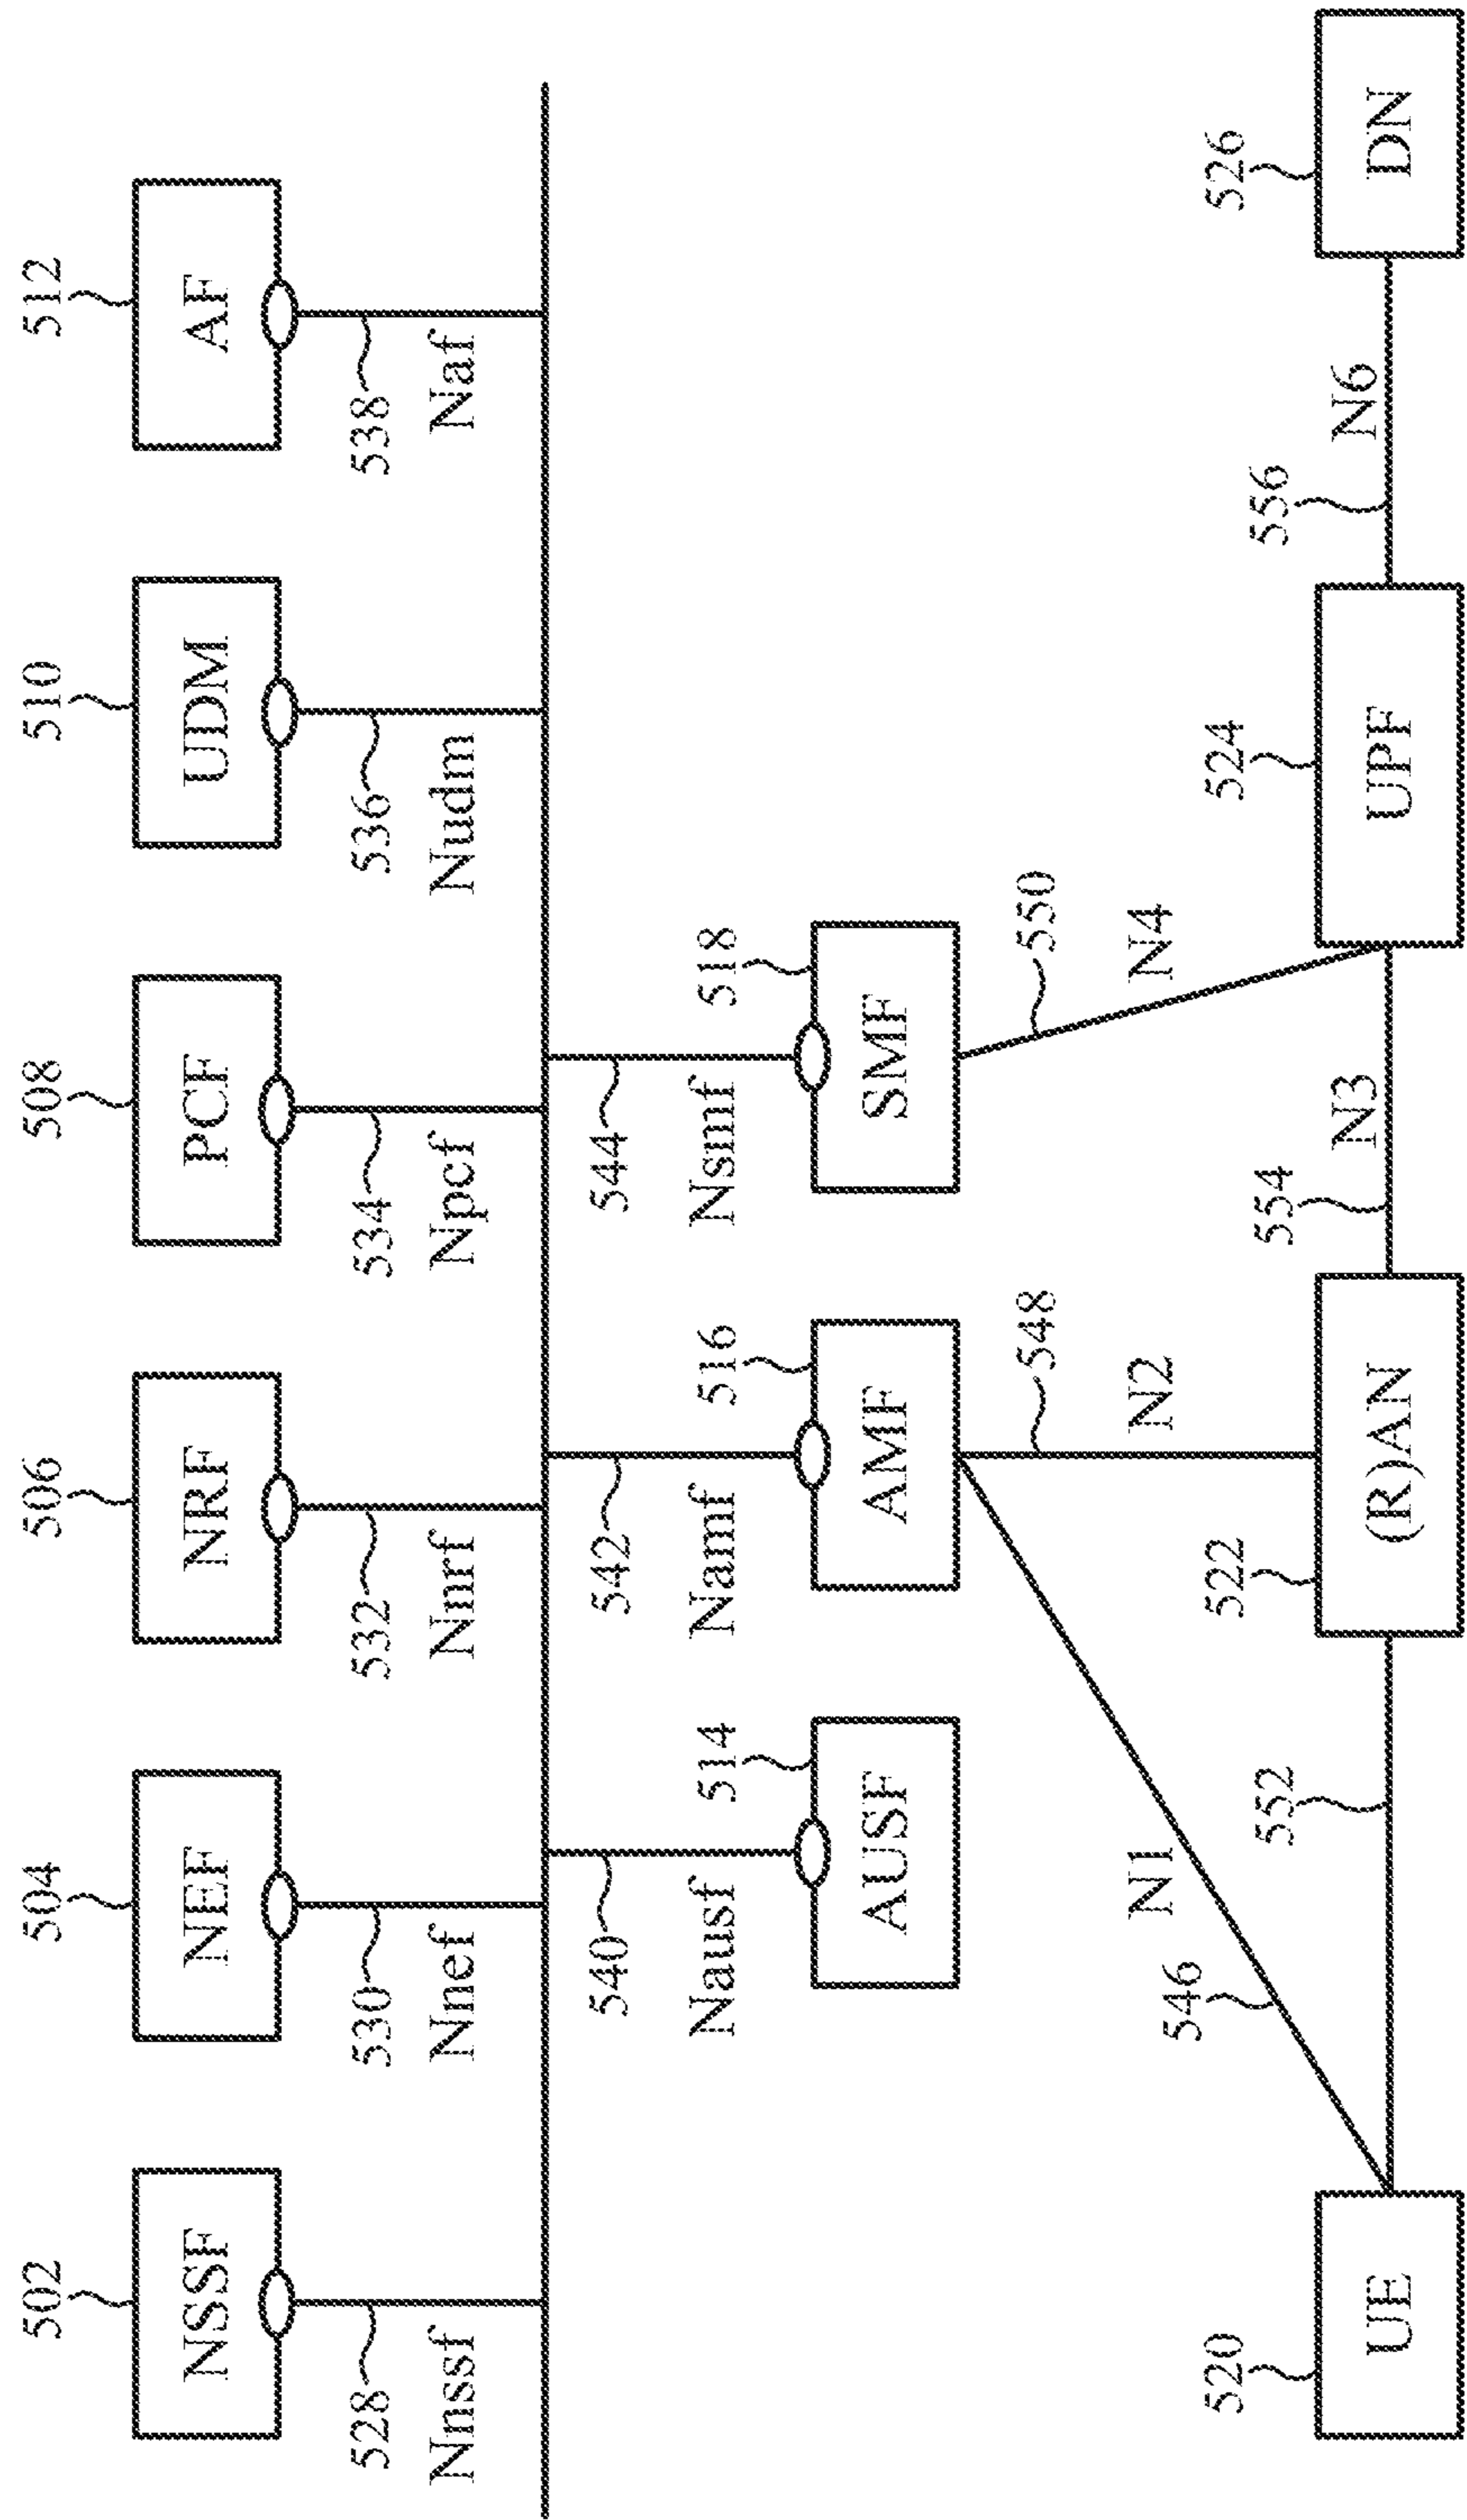 502 504 506 508 510 512
NSSF NEF NRF PCF UDM AF
528 530 532 534 536 538
Nnssf Nnef Nnrf Npcf Nudm Naf
540 542 544
Nausf 514 Namf 516 Nsmf 518
AUSF AMF SMF
548 550
N1 N2 N4
546
520 522 524 526
552 554 556
N3 N6
UE (R)AN UPF DN